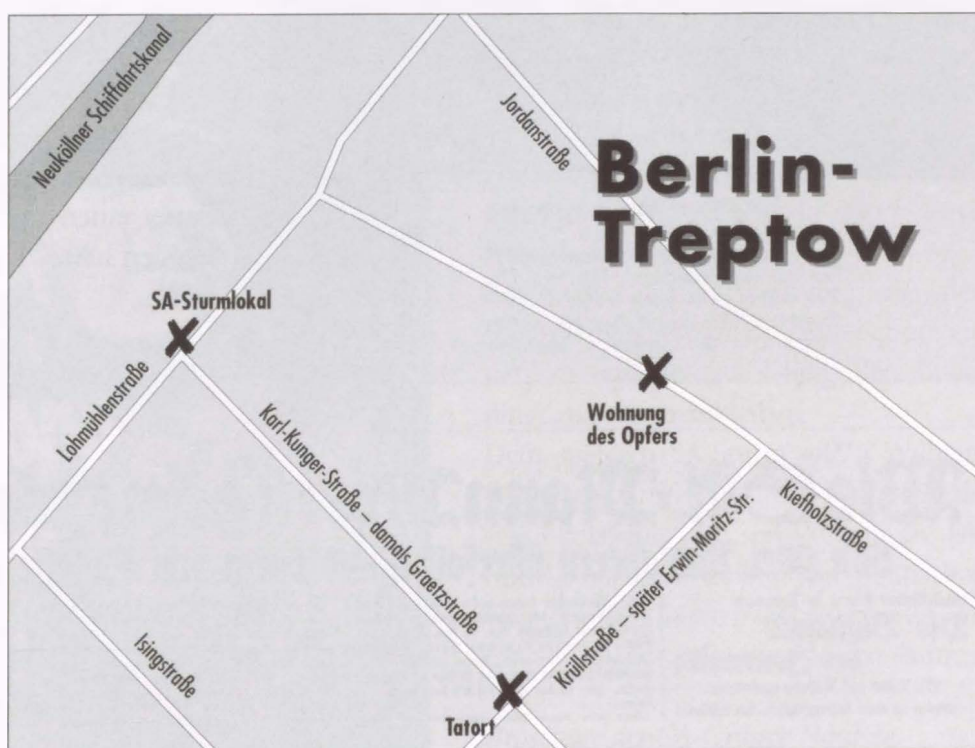 Neuköllner Schiffahrtskanal
Jordanstraße
Berlin-
Treptow
SA-Sturmlokal
Lohmühlenstraße
Wohnung
des Opfers
Karl-Kunger-Straße – damals Graetzstraße
Kiefholzstraße
Krüllstraße – später Erwin-Moritz-Str.
Isingstraße
Tatort